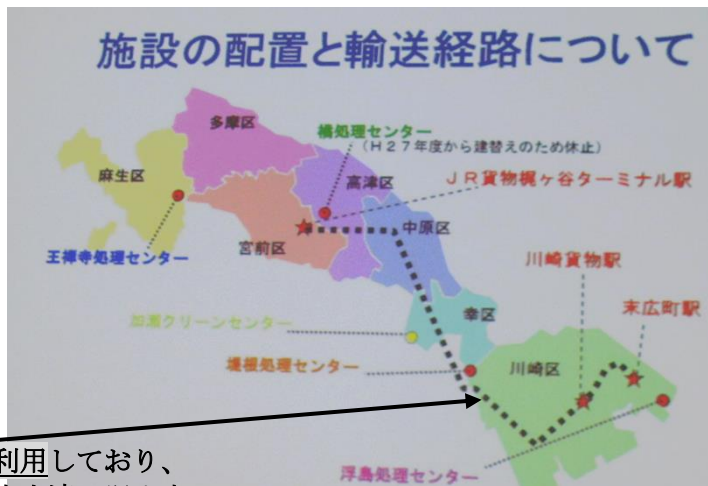 施設の配置と輸送経路について
多摩区
橘処理センター
(H27年度から建替えのため休止)
麻生区
高津区
JR貨物梶ヶ谷ターミナル駅
宮前区
中原区
王禅寺処理センター
川崎貨物駅
末広町駅
加瀬クリーンセンター
幸区
堤根処理センター
川崎区
利用しており、
浮島処理センター